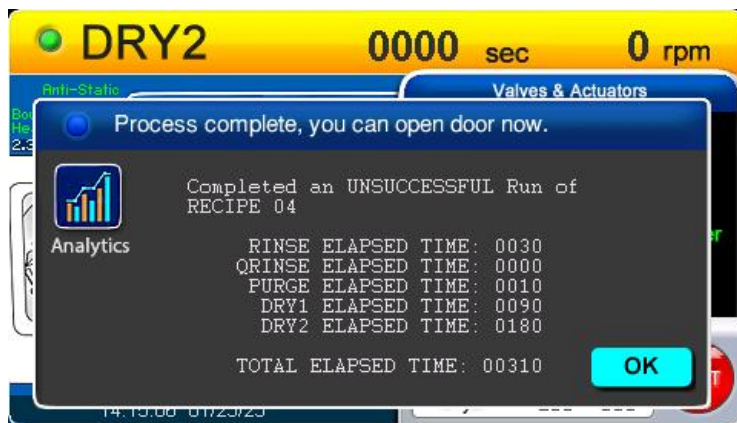 DRY2 0000 sec 0 rpm
Anti-Static
Valves & Actuators
Process complete, you can open door now.
Completed an UNSUCCESSFUL Run of
RECIPE 04
Analytics
RINSE ELAPSED TIME: 0030
QRINSE ELAPSED TIME: 0000
PURGE ELAPSED TIME: 0010
DRY1 ELAPSED TIME: 0090
DRY2 ELAPSED TIME: 0180
TOTAL ELAPSED TIME: 00310
OK